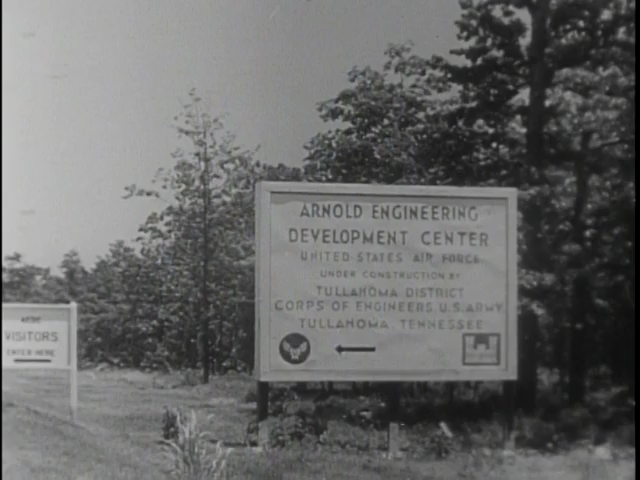 VISITORS
ENTER HERE
ARNOLD ENGINEERING
DEVELOPMENT CENTER
UNITED STATES AIR FORCE
UNDER CONSTRUCTION BY
TULLAHOMA DISTRICT
CORPS OF ENGINEERS, U.S. ARMY
TULLAHOMA, TENNESSEE